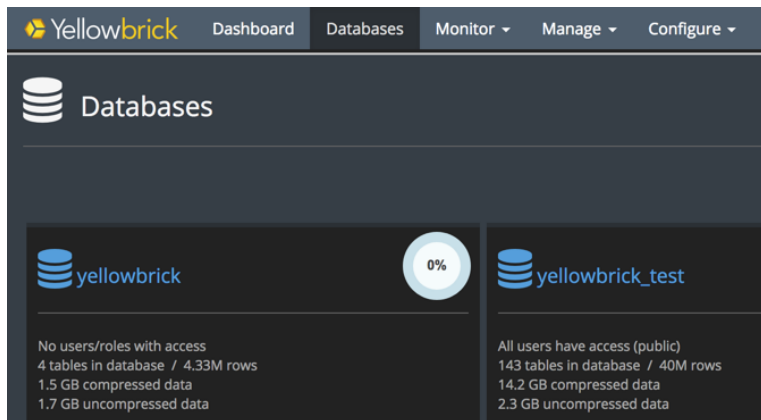 Yellowbrick Dashboard Databases Monitor Manage Configure
Databases
yellowbrick
0%
No users/roles with access
4 tables in database / 4.33M rows
1.5 GB compressed data
1.7 GB uncompressed data
yellowbrick_test
All users have access (public)
143 tables in database / 40M rows
14.2 GB compressed data
2.3 GB uncompressed data